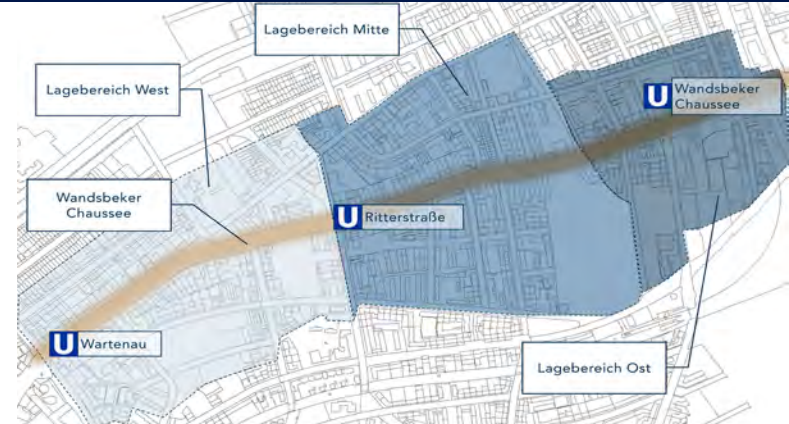 Lagebereich Mitte
Lagebereich West
U Wandsbeker
Chaussee
Wandsbeker
Chaussee
U Ritterstraße
U Wartenau
Lagebereich Ost